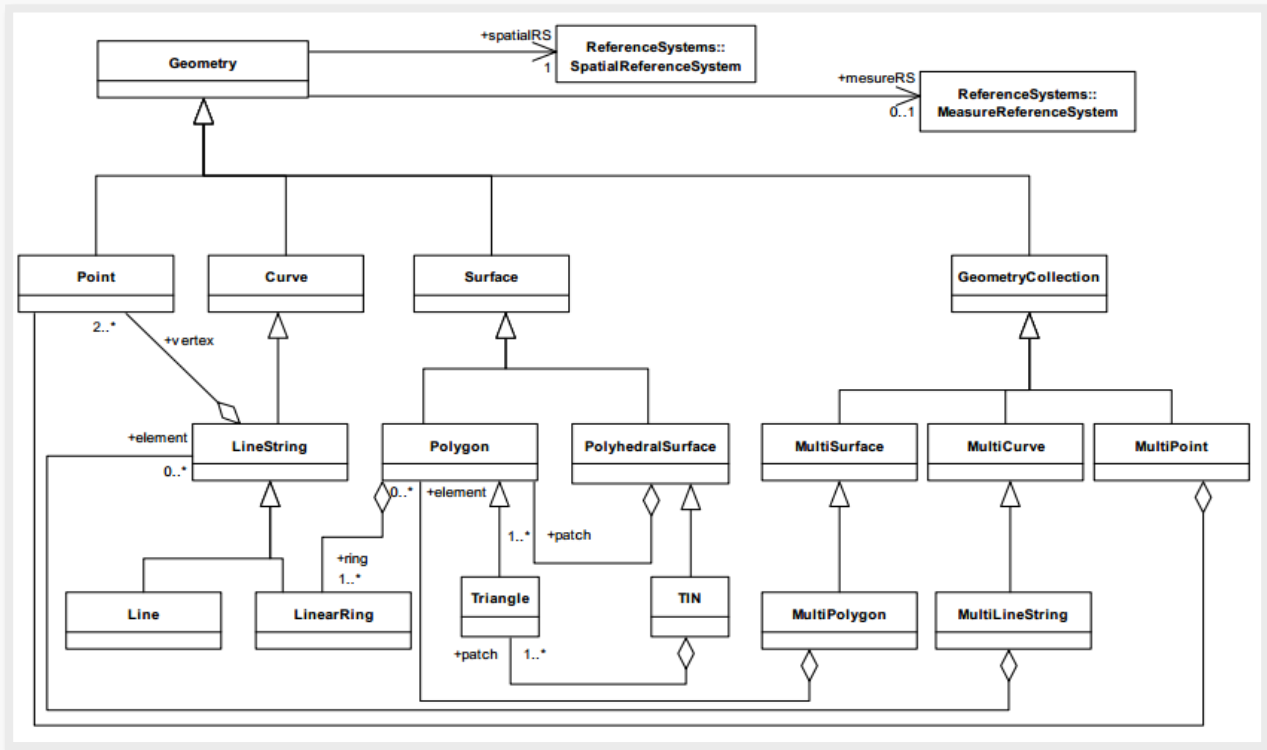 +spatialRS
1
ReferenceSystems::
SpatialReferenceSystem
Geometry
+mesureRS
0..1
ReferenceSystems::
MeasureReferenceSystem
Point
Curve
Surface
GeometryCollection
2..*
+vertex
+element
0..*
LineString
Polygon
PolyhedralSurface
MultiSurface
MultiCurve
MultiPoint
0..*
+element
1..*
+patch
+ring
1..*
Line
LinearRing
Triangle
TIN
MultiPolygon
MultiLineString
+patch
1..*